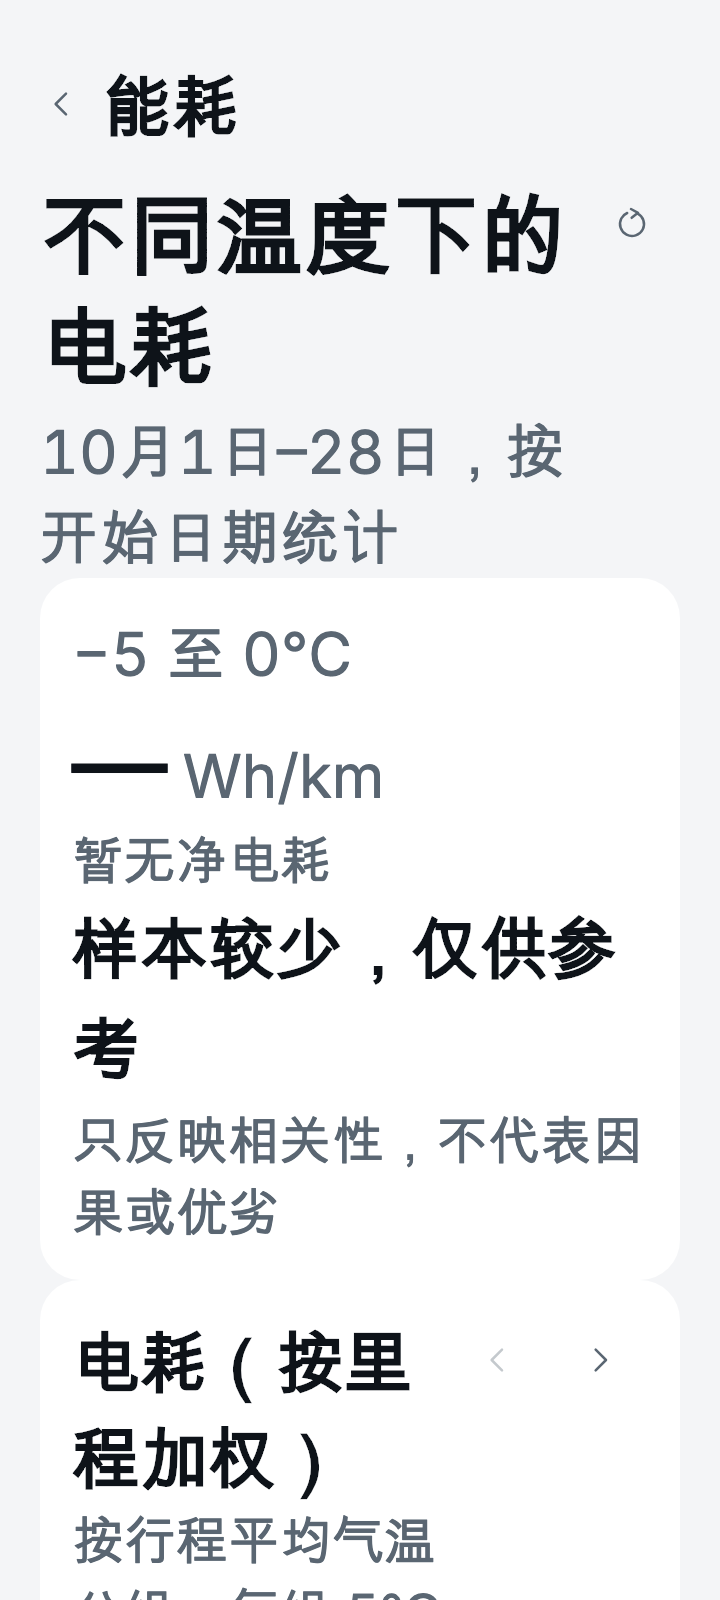 能耗
不同温度下的
电耗
10月1日–28日，按
开始日期统计
−5 至 0°C
— Wh/km
暂无净电耗
样本较少，仅供参
考
只反映相关性，不代表因
果或优劣
电耗（按里
程加权）
按行程平均气温